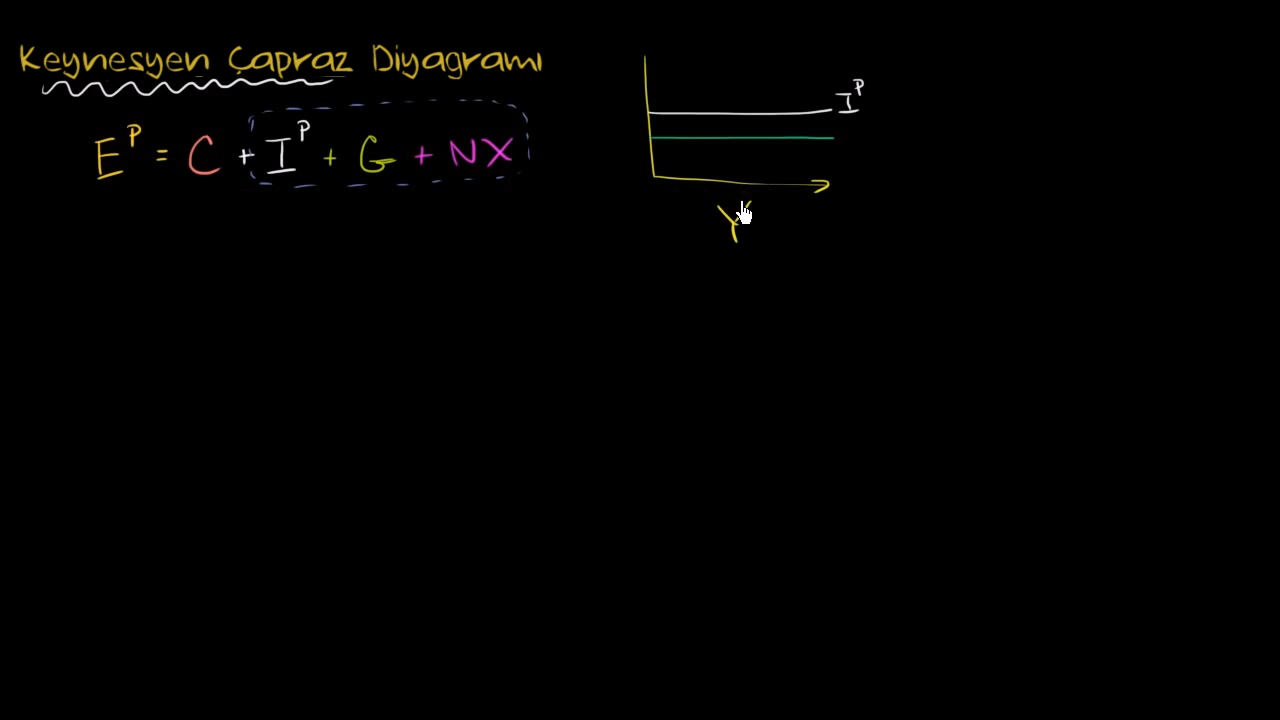 Keynesyen Çapraz Diyagramı
E^P = C + I^P + G + NX
I^P
Y